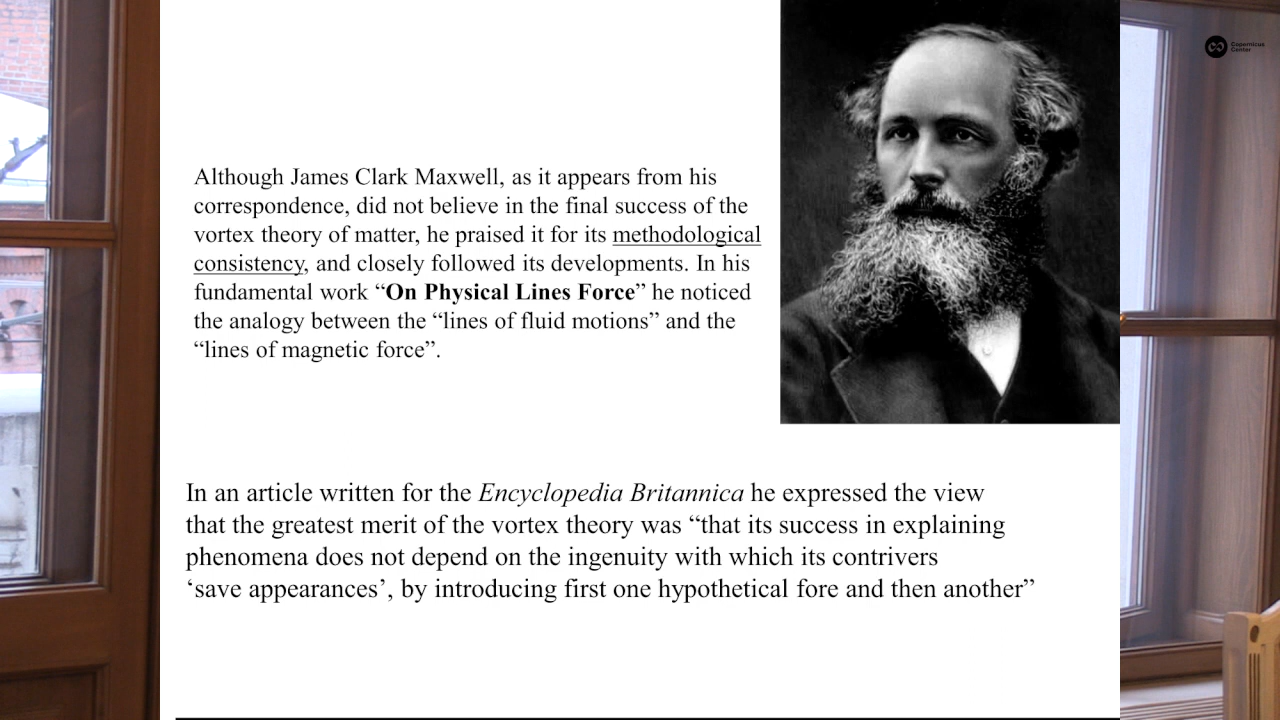 Copernicus
Center
Although James Clark Maxwell, as it appears from his
correspondence, did not believe in the final success of the
vortex theory of matter, he praised it for its methodological
consistency, and closely followed its developments. In his
fundamental work “On Physical Lines Force” he noticed
the analogy between the “lines of fluid motions” and the
“lines of magnetic force”.
In an article written for the Encyclopedia Britannica he expressed the view
that the greatest merit of the vortex theory was “that its success in explaining
phenomena does not depend on the ingenuity with which its contrivers
‘save appearances’, by introducing first one hypothetical fore and then another”